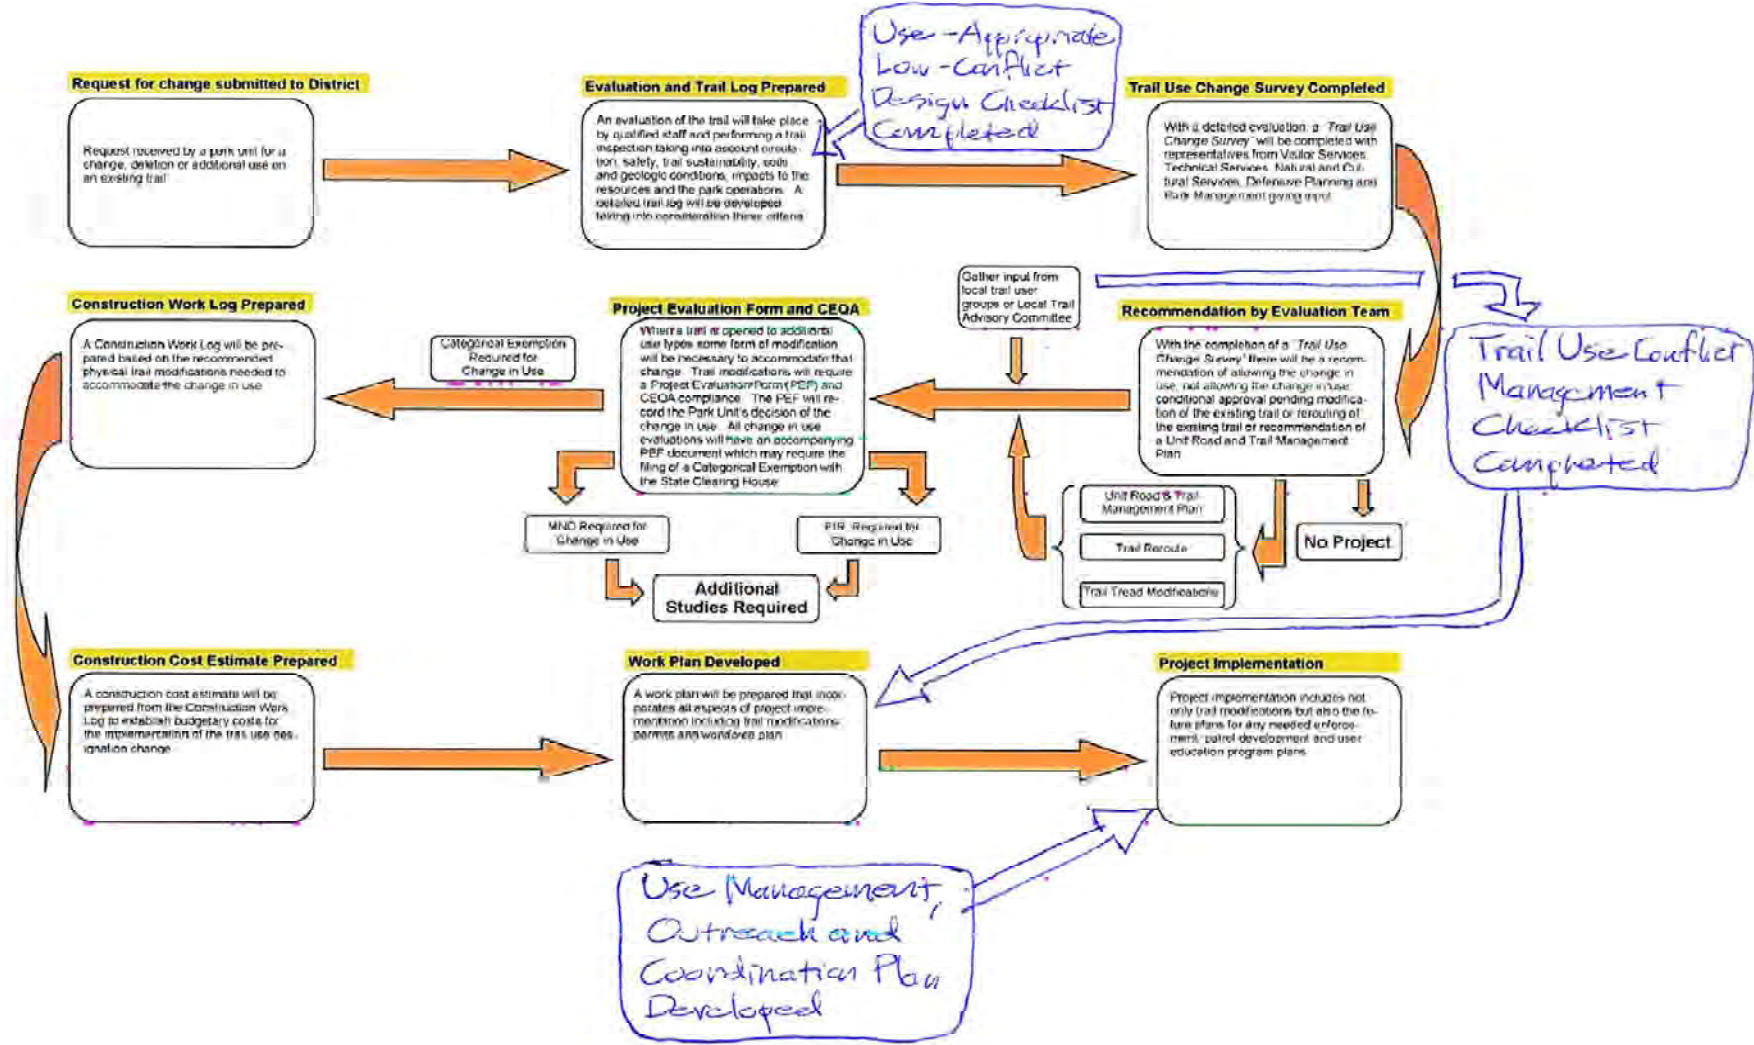 Use-Appropriate
Low-Conflict
Design Checklist
Completed
Request for change submitted to District
Request received by a park unit for a
change, deletion or additional use on
an existing trail
Evaluation and Trail Log Prepared
An evaluation of the trail will take place
by qualified staff and performing a trail
inspection taking into account circula-
tion, safety, trail sustainability, soils
and geologic conditions, impacts to the
resources and the park operations. A
detailed trail log will be developed
taking into consideration these criteria
Trail Use Change Survey Completed
With a detailed evaluation, a "Trail Use
Change Survey" will be completed with
representatives from Visitor Services,
Technical Services, Natural and Cul-
tural Services, Defensive Planning and
Park Management giving input
Gather input from
local trail user
groups or Local Trail
Advisory Committee
Recommendation by Evaluation Team
With the completion of a "Trail Use
Change Survey" there will be a recom-
mendation of allowing the change in
use, not allowing the change in use,
conditional approval pending modifica-
tion of the existing trail or rerouting of
the existing trail or recommendation of
a Unit Road and Trail Management
Plan
Trail Use Conflict
Management
Checklist
Completed
Project Evaluation Form and CEQA
When a trail is opened to additional
use types some form of modification
will be necessary to accommodate that
change. Trail modifications will require
a Project Evaluation Form (PEF) and
CEQA compliance. The PEF will re-
cord the Park Unit's decision of the
change in use. All change in use
evaluations will have an accompanying
PEF document which may require the
filing of a Categorical Exemption with
the State Clearing House
Categorical Exemption
Required for
Change in Use
Construction Work Log Prepared
A Construction Work Log will be pre-
pared based on the recommended
physical trail modifications needed to
accommodate the change in use
MND Required for
Change in Use
EIR Required for
Change in Use
Additional
Studies Required
Unit Road & Trail
Management Plan
Trail Reroute
Trail Tread Modifications
No Project
Construction Cost Estimate Prepared
A construction cost estimate will be
prepared from the Construction Work
Log to establish budgetary costs for
the implementation of the trail use des-
ignation change
Work Plan Developed
A work plan will be prepared that incor-
porates all aspects of project imple-
mentation including trail modifications
permits and workforce plan
Project Implementation
Project implementation includes not
only trail modifications but also the fu-
ture plans for any needed enforce-
ment, patrol development and user
education program plans
Use Management,
Outreach and
Coordination Plan
Developed